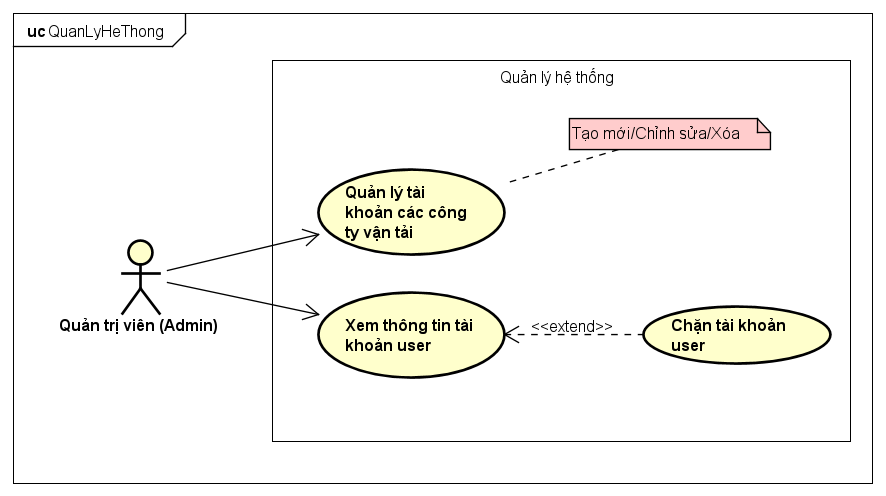 uc QuanLyHeThong
Quản lý hệ thống
Tạo mới/Chỉnh sửa/Xóa
Quản lý tài
khoản các công
ty vận tải
Quản trị viên (Admin)
Xem thông tin tài
khoản user
<<extend>>
Chặn tài khoản
user